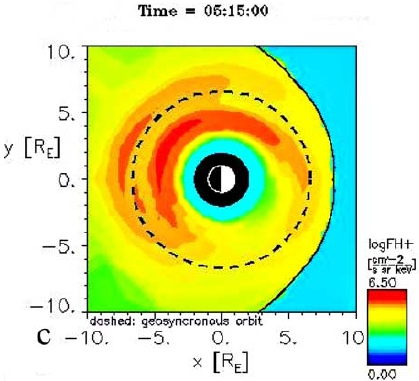 Time = 05:15:00
10.
5.
y [R_E]
0.
−5.
−10.
dashed: geosyncronous orbit
C
−10. −5. 0. 5. 10
x [R_E]
logFH+
[cm−2
s sr keV]
6.50
0.00